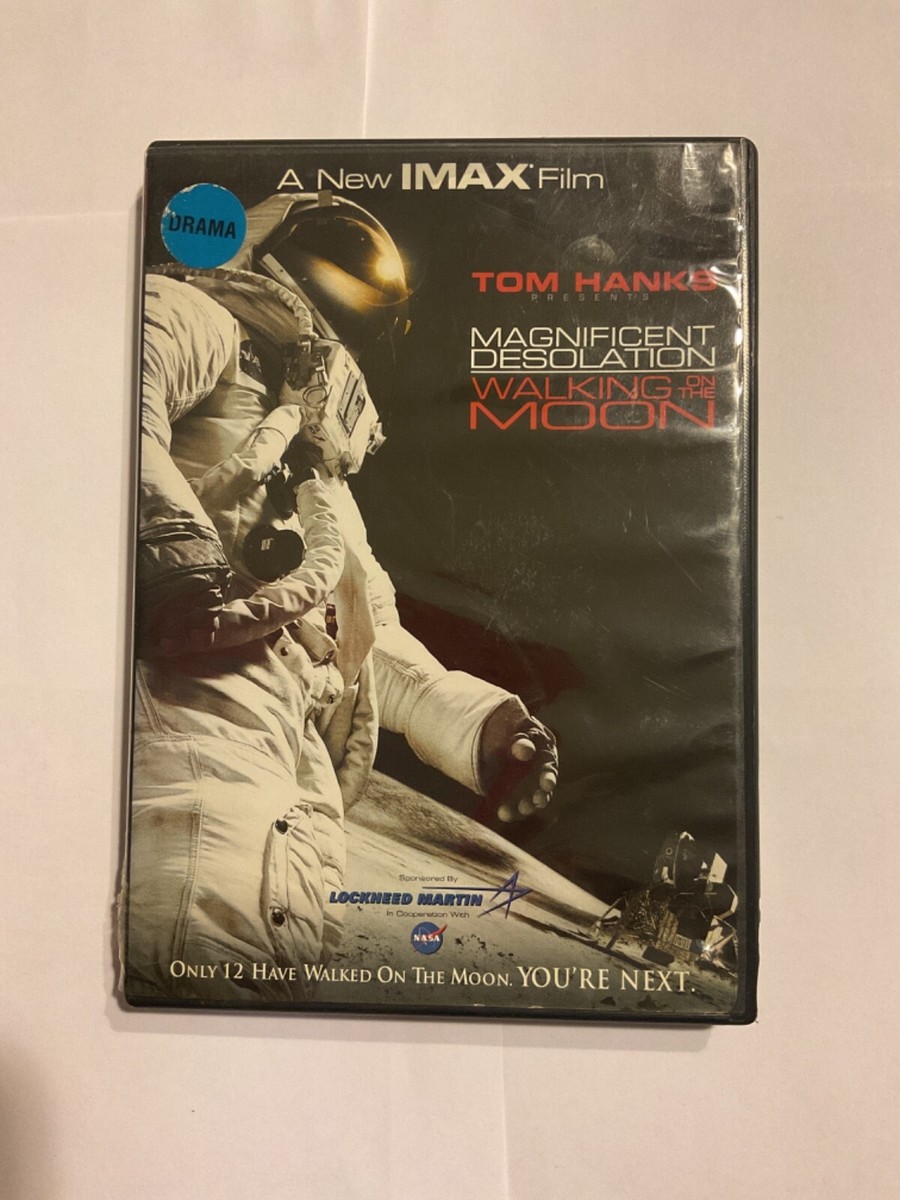 A New IMAX® Film
DRAMA
TOM HANKS
PRESENTS
MAGNIFICENT
DESOLATION
WALKING ON THE
MOON
Sponsored By
LOCKHEED MARTIN
In Cooperation With
NASA
ONLY 12 HAVE WALKED ON THE MOON. YOU'RE NEXT.